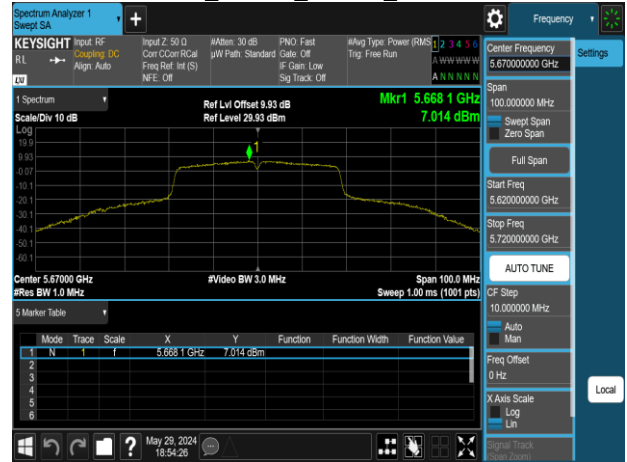 Spectrum Analyzer 1
Swept SA
+
Frequency
KEYSIGHT
RL
LXI
Input: RF
Coupling: DC
Align: Auto
Input Z: 50 Ω
Corr CCorr RCal
Freq Ref: Int (S)
NFE: Off
#Atten: 30 dB
µW Path: Standard
PNO: Fast
Gate: Off
IF Gain: Low
Sig Track: Off
#Avg Type: Power (RMS
Trig: Free Run
1 2 3 4 5 6
A W W W W W
A N N N N N
1 Spectrum
Scale/Div 10 dB
Ref Lvl Offset 9.93 dB
Ref Level 29.93 dBm
Mkr1 5.668 1 GHz
7.014 dBm
Log
19.9
9.93
-0.07
-10.1
-20.1
-30.1
-40.1
-50.1
-60.1
1
Center 5.67000 GHz
#Video BW 3.0 MHz
Span 100.0 MHz
#Res BW 1.0 MHz
Sweep 1.00 ms (1001 pts)
5 Marker Table
Mode Trace Scale X Y Function Function Width Function Value
1 N 1 f 5.668 1 GHz 7.014 dBm
2
3
4
5
6
?
May 29, 2024
18:54:26
Center Frequency
5.670000000 GHz
Settings
Span
100.000000 MHz
Swept Span
Zero Span
Full Span
Start Freq
5.620000000 GHz
Stop Freq
5.720000000 GHz
AUTO TUNE
CF Step
10.000000 MHz
Auto
Man
Freq Offset
0 Hz
X Axis Scale
Log
Lin
Local
Signal Track
(Span Zoom)